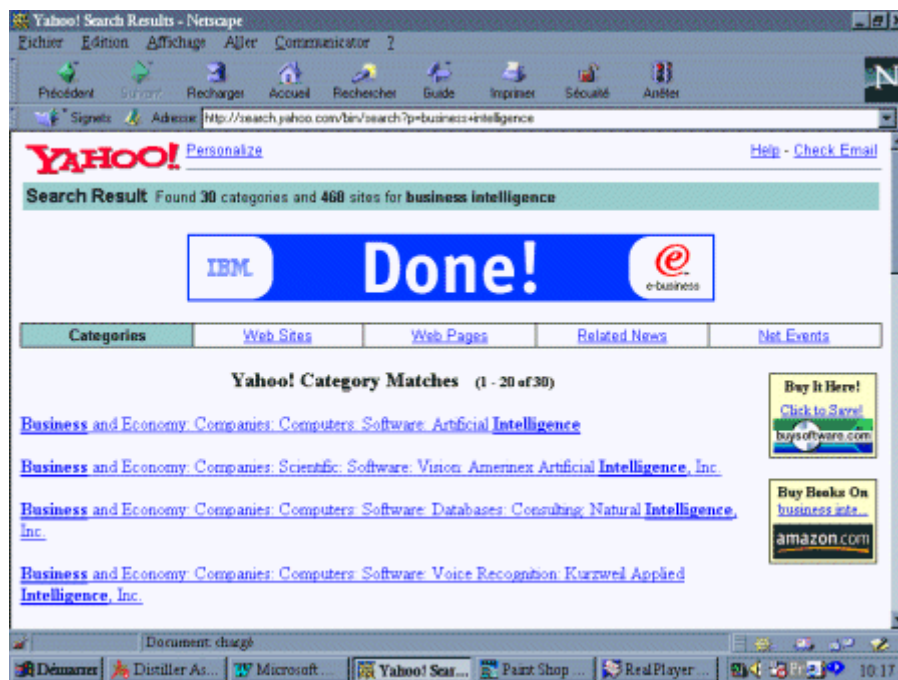 Yahoo! Search Results - Netscape
Fichier Edition Affichage Aller Communicator ?
Précédent Suivant Recharger Accueil Rechercher Guide Imprimer Sécurité Arrêter
N
Signets Adresse http://search.yahoo.com/bin/search?p=business+intelligence
YAHOO! Personalize Help - Check Email
Search Result Found 30 categories and 468 sites for business intelligence
IBM. Done! e e-business
Categories Web Sites Web Pages Related News Net Events
Yahoo! Category Matches (1 - 20 of 30)
Buy It Here!
Click to Save!
buysoftware.com
Business and Economy: Companies: Computers: Software: Artificial Intelligence
Business and Economy: Companies: Scientific: Software: Vision: Amerinex Artificial Intelligence, Inc.
Business and Economy: Companies: Computers: Software: Databases: Consulting: Natural Intelligence,
Inc.
Buy Books On
business inte...
amazon.com
Business and Economy: Companies: Computers: Software: Voice Recognition: Kurzweil Applied
Intelligence, Inc.
Document: chargé
Démarrer Distiller As... Microsoft ... Yahoo! Sear... Paint Shop ... RealPlayer ... 10:17